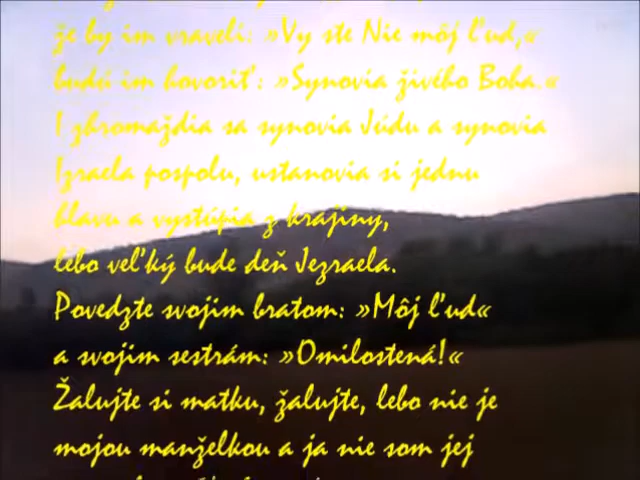 že by im vraveli: »Vy ste Nie môj ľud,«
budú im hovoriť: »Synovia živého Boha.«
I zhromaždia sa synovia Júdu a synovia
Izraela pospolu, ustanovia si jednu
hlavu a vystúpia z krajiny,
lebo veľký bude deň Jezraela.
Povedzte svojim bratom: »Môj ľud«
a svojim sestrám: »Omilostená!«
Žalujte si matku, žalujte, lebo nie je
mojou manželkou a ja nie som jej